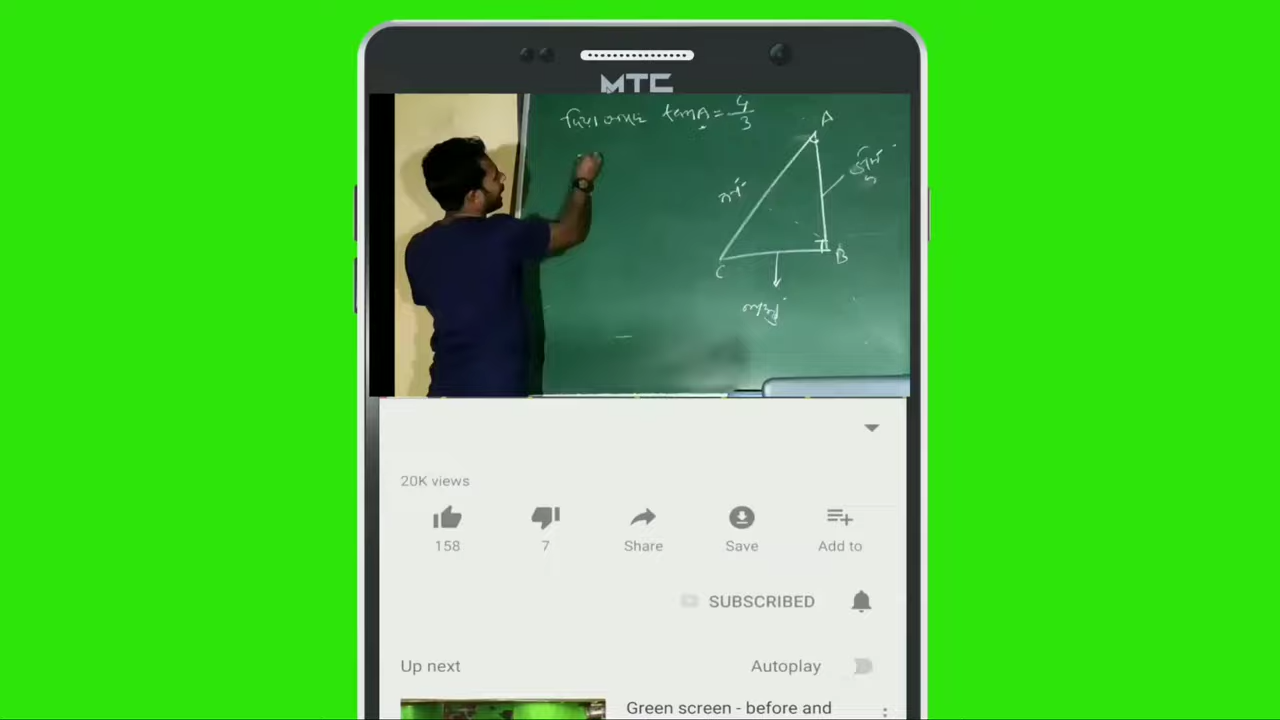 MTC
tanA = 4/3
A
B
C
20K views
158
7
Share
Save
Add to
SUBSCRIBED
Up next
Autoplay
Green screen - before and